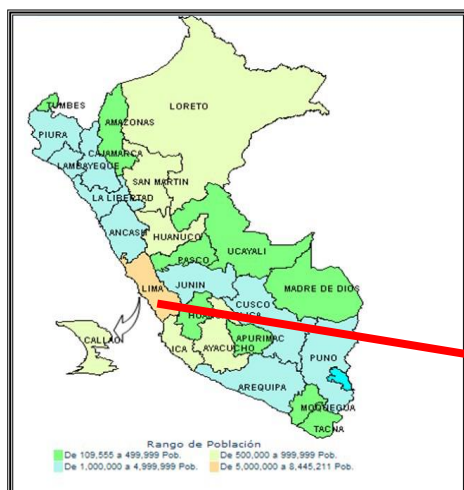 TUMBES
LORETO
AMAZONAS
PIURA
CAJAMARCA
LAMBAYEQUE
SAN MARTIN
LA LIBERTAD
ANCASH
HUANUCO
UCAYALI
PASCO
LIMA
JUNIN
MADRE DE DIOS
CUSCO
CALLAO
APURIMAC
PUNO
ICA
AYACUCHO
AREQUIPA
MOQUEGUA
TACNA
Rango de Población
De 109,555 a 499,999 Pob.
De 500,000 a 999,999 Pob.
De 1,000,000 a 4,999,999 Pob.
De 5,000,000 a 8,445,211 Pob.